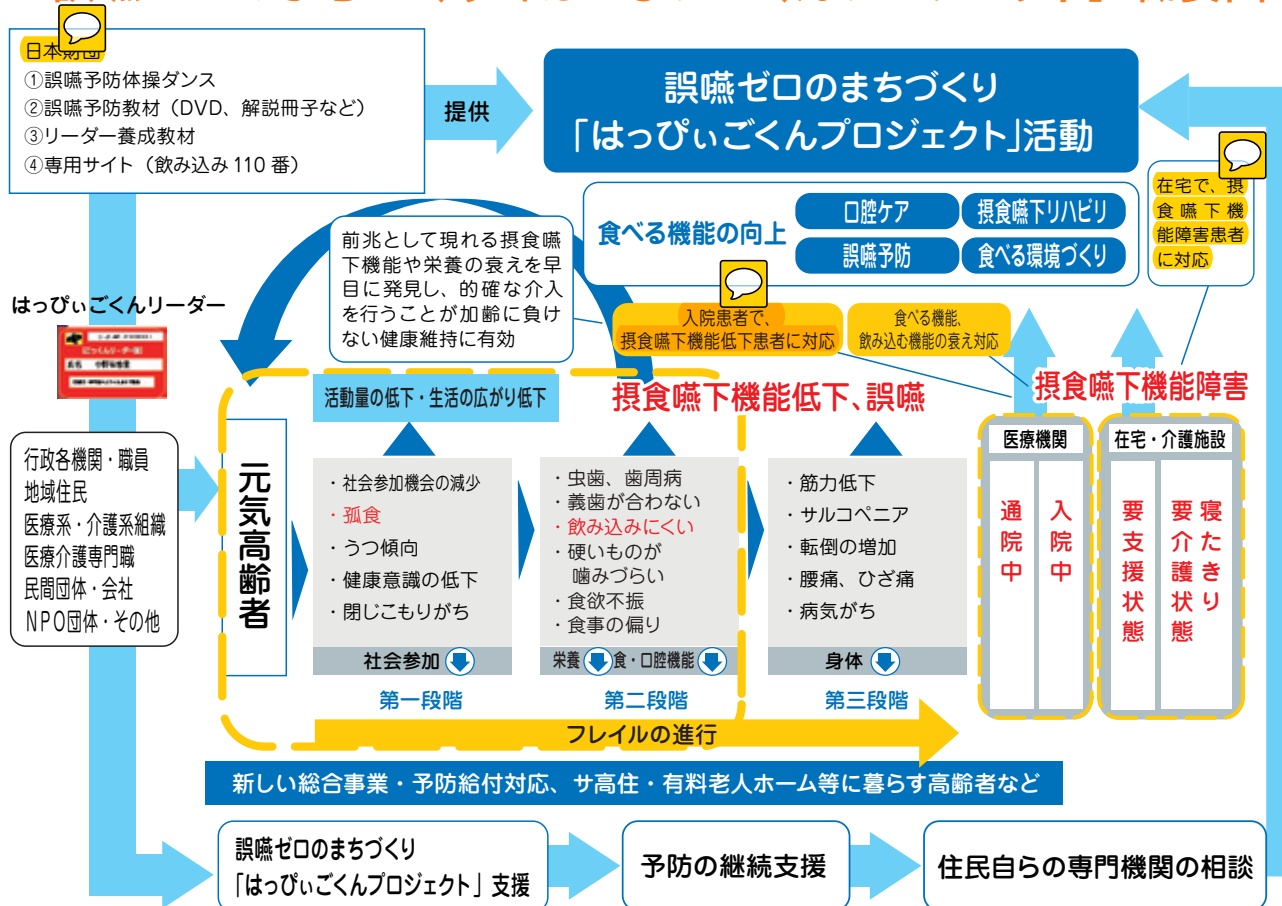 日本財団
①誤嚥予防体操ダンス
②誤嚥予防教材（DVD、解説冊子など）
③リーダー養成教材
④専用サイト（飲み込み110番）
提供
誤嚥ゼロのまちづくり
「はっぴぃごくんプロジェクト」活動
食べる機能の向上
口腔ケア
摂食嚥下リハビリ
誤嚥予防
食べる環境づくり
在宅で、摂
食嚥下機
能障害患者
に対応
前兆として現れる摂食嚥
下機能や栄養の衰えを早
目に発見し、的確な介入
を行うことが加齢に負け
ない健康維持に有効
入院患者で、
摂食嚥下機能低下患者に対応
食べる機能、
飲み込む機能の衰え対応
はっぴぃごくんリーダー
行政各機関・職員
地域住民
医療系・介護系組織
医療介護専門職
民間団体・会社
NPO団体・その他
活動量の低下・生活の広がり低下
摂食嚥下機能低下、誤嚥
摂食嚥下機能障害
元気高齢者
・社会参加機会の減少
・孤食
・うつ傾向
・健康意識の低下
・閉じこもりがち
社会参加
第一段階
・虫歯、歯周病
・義歯が合わない
・飲み込みにくい
・硬いものが
噛みづらい
・食欲不振
・食事の偏り
栄養 食・口腔機能
第二段階
・筋力低下
・サルコペニア
・転倒の増加
・腰痛、ひざ痛
・病気がち
身体
第三段階
医療機関
通院中
入院中
在宅・介護施設
要支援状態
要介護状態
寝たきり
フレイルの進行
新しい総合事業・予防給付対応、サ高住・有料老人ホーム等に暮らす高齢者など
誤嚥ゼロのまちづくり
「はっぴぃごくんプロジェクト」支援
予防の継続支援
住民自らの専門機関の相談